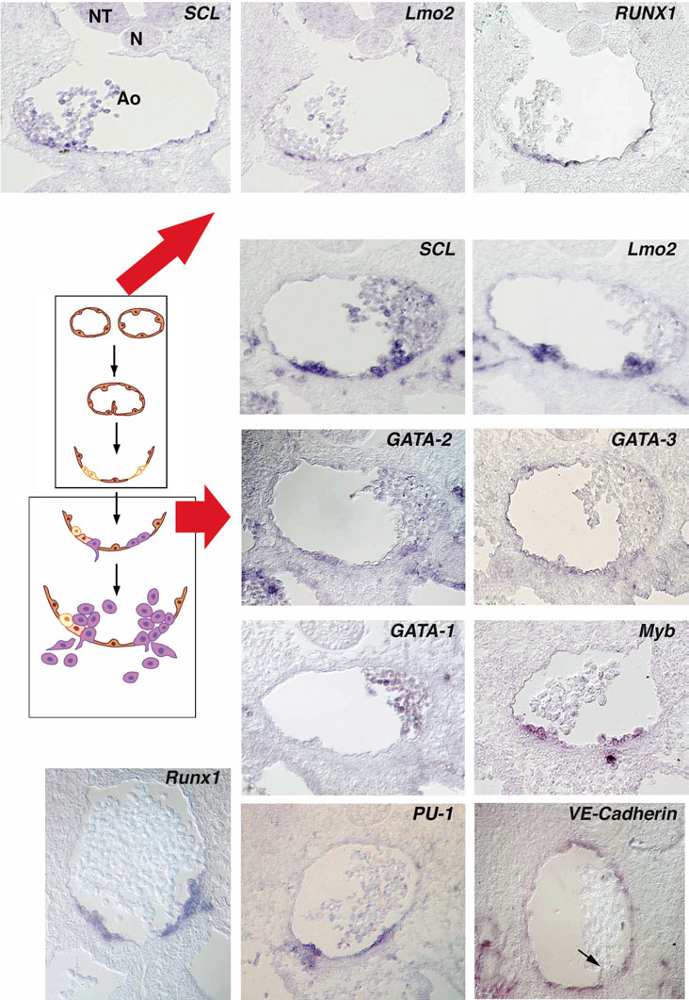 SCL
Lmo2
RUNX1
NT
N
Ao
SCL
Lmo2
GATA-2
GATA-3
GATA-1
Myb
Runx1
PU-1
VE-Cadherin